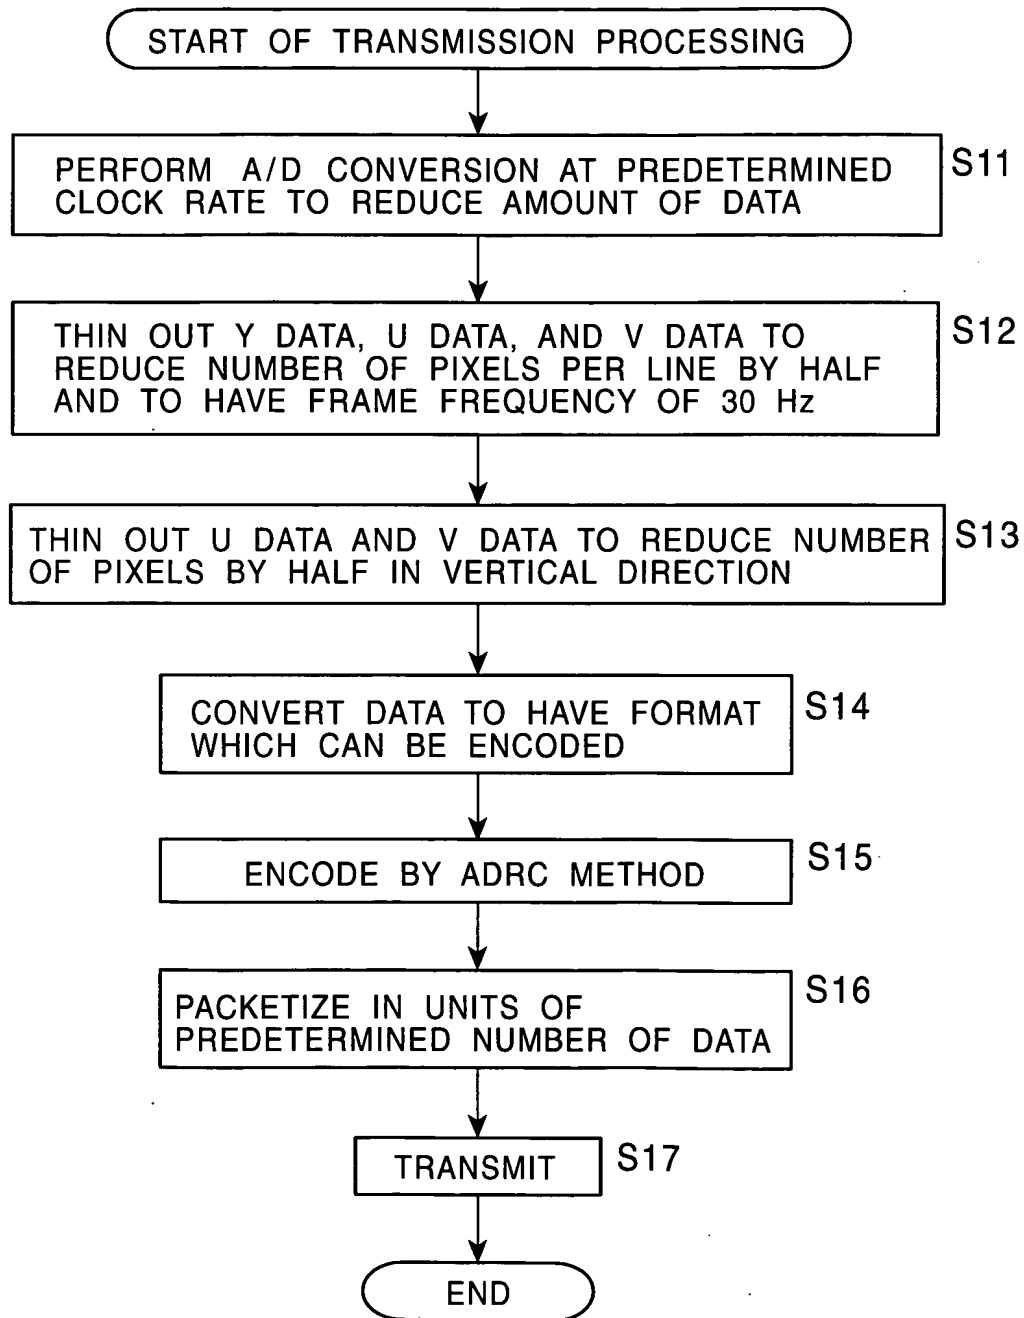 START OF TRANSMISSION PROCESSING
S11
PERFORM A/D CONVERSION AT PREDETERMINED
CLOCK RATE TO REDUCE AMOUNT OF DATA
S12
THIN OUT Y DATA, U DATA, AND V DATA TO
REDUCE NUMBER OF PIXELS PER LINE BY HALF
AND TO HAVE FRAME FREQUENCY OF 30 Hz
S13
THIN OUT U DATA AND V DATA TO REDUCE NUMBER
OF PIXELS BY HALF IN VERTICAL DIRECTION
S14
CONVERT DATA TO HAVE FORMAT
WHICH CAN BE ENCODED
S15
ENCODE BY ADRC METHOD
S16
PACKETIZE IN UNITS OF
PREDETERMINED NUMBER OF DATA
S17
TRANSMIT
END